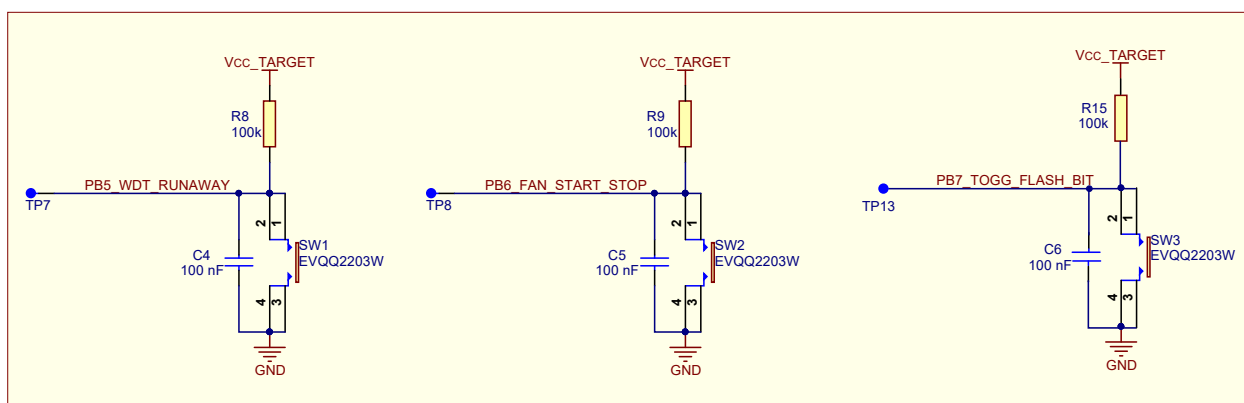 VCC_TARGET
R8
100k
PB5_WDT_RUNAWAY
TP7
2
1
SW1
EVQQ2203W
C4
100 nF
4
3
GND
VCC_TARGET
R9
100k
PB6_FAN_START_STOP
TP8
2
1
SW2
EVQQ2203W
C5
100 nF
4
3
GND
VCC_TARGET
R15
100k
PB7_TOGG_FLASH_BIT
TP13
2
1
SW3
EVQQ2203W
C6
100 nF
4
3
GND